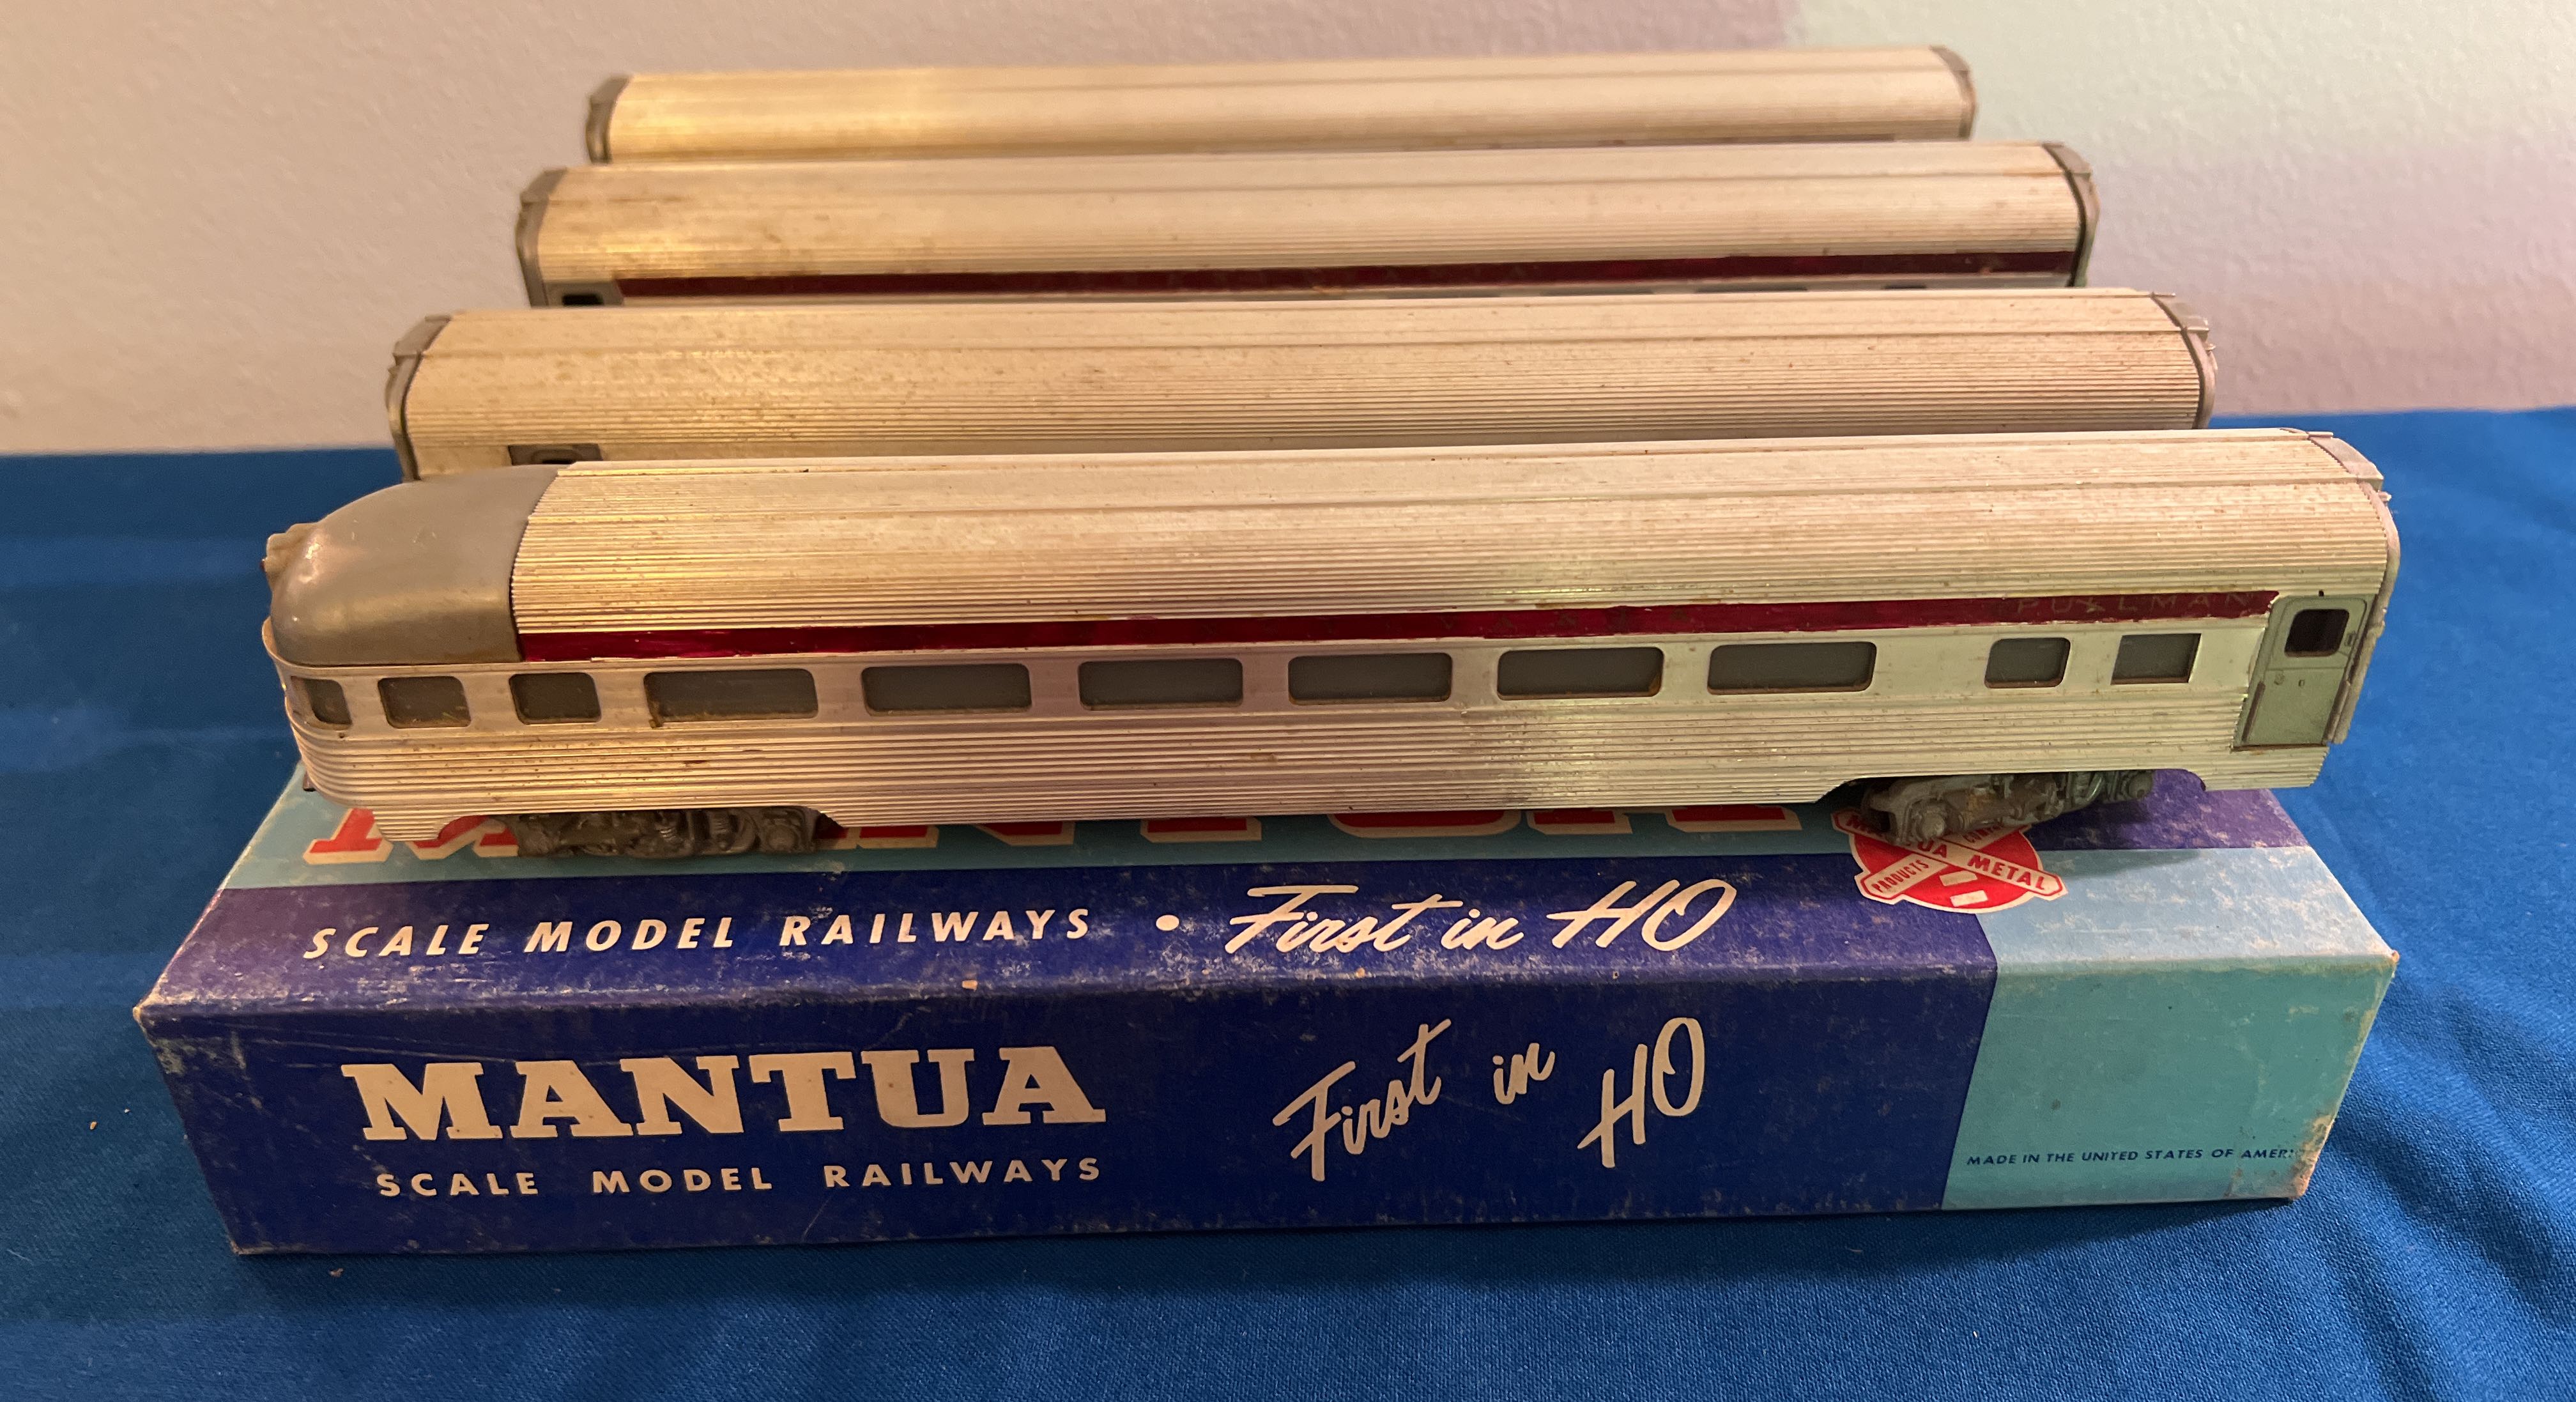 PULLMAN
MANTUA METAL
PRODUCTS
SCALE MODEL RAILWAYS • First in HO
MANTUA First in HO
SCALE MODEL RAILWAYS
MADE IN THE UNITED STATES OF AMERI